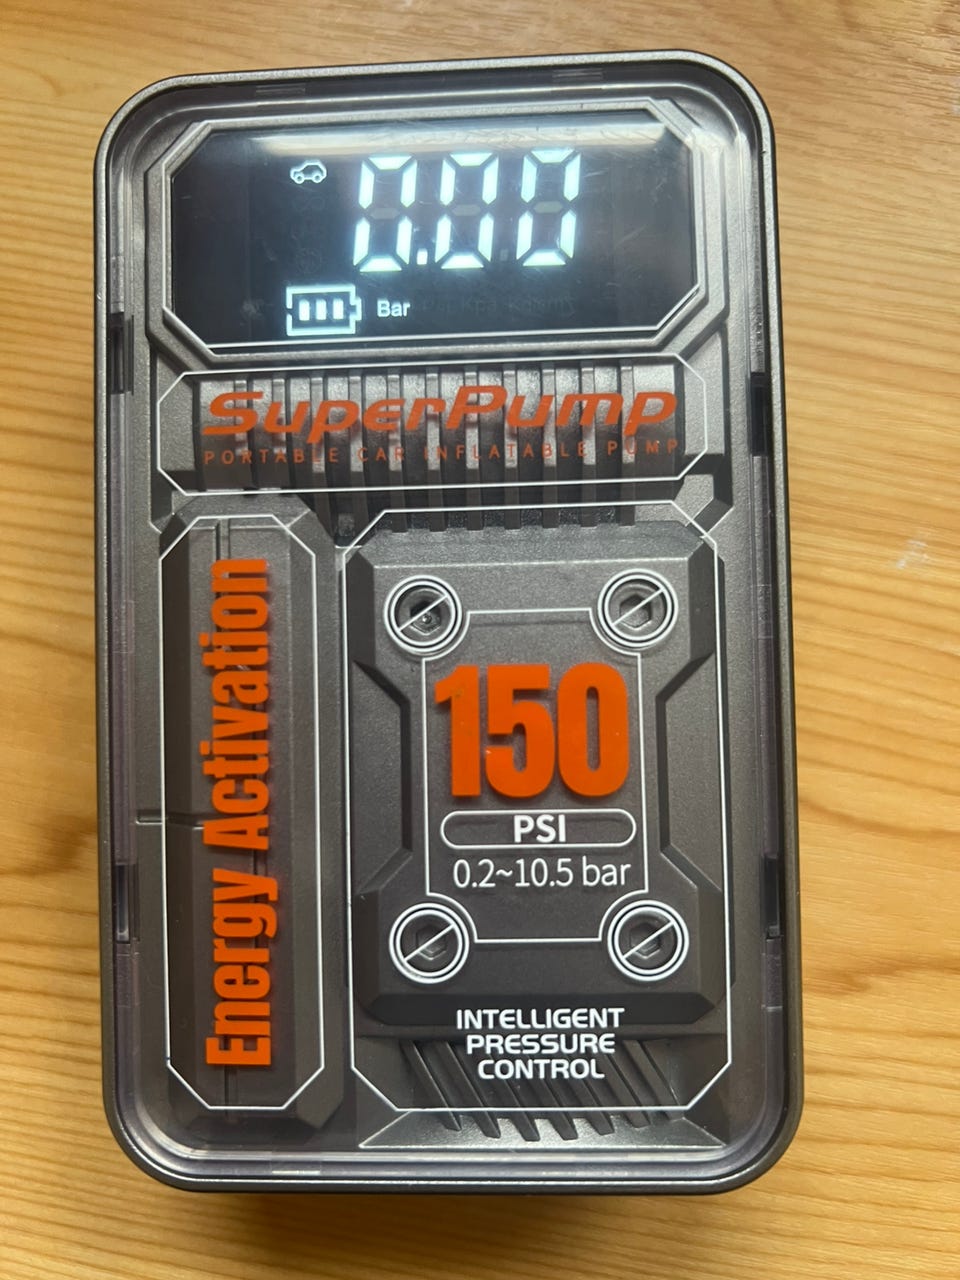 0.00
Bar
SuperPump
PORTABLE CAR INFLATABLE PUMP
Energy Activation
150
PSI
0.2~10.5 bar
INTELLIGENT
PRESSURE
CONTROL